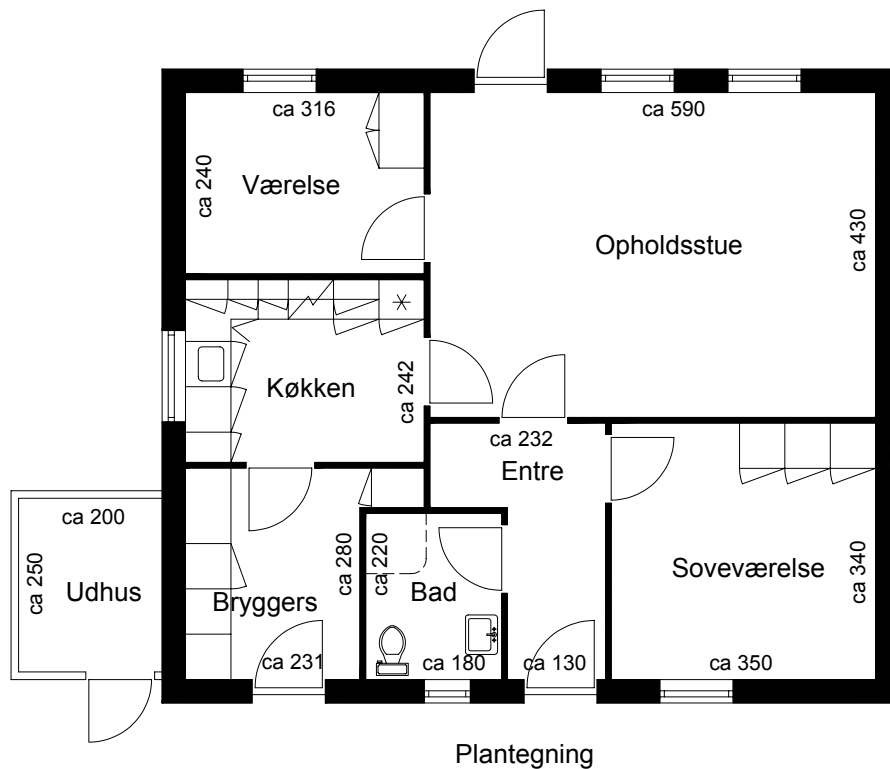 ca 316
ca 590
ca 240
Værelse
Opholdsstue
ca 430
Køkken
ca 242
ca 232
Entre
ca 200
ca 250
Udhus
Bryggers
ca 280
ca 220
Bad
Soveværelse
ca 340
ca 231
ca 180
ca 130
ca 350
Plantegning